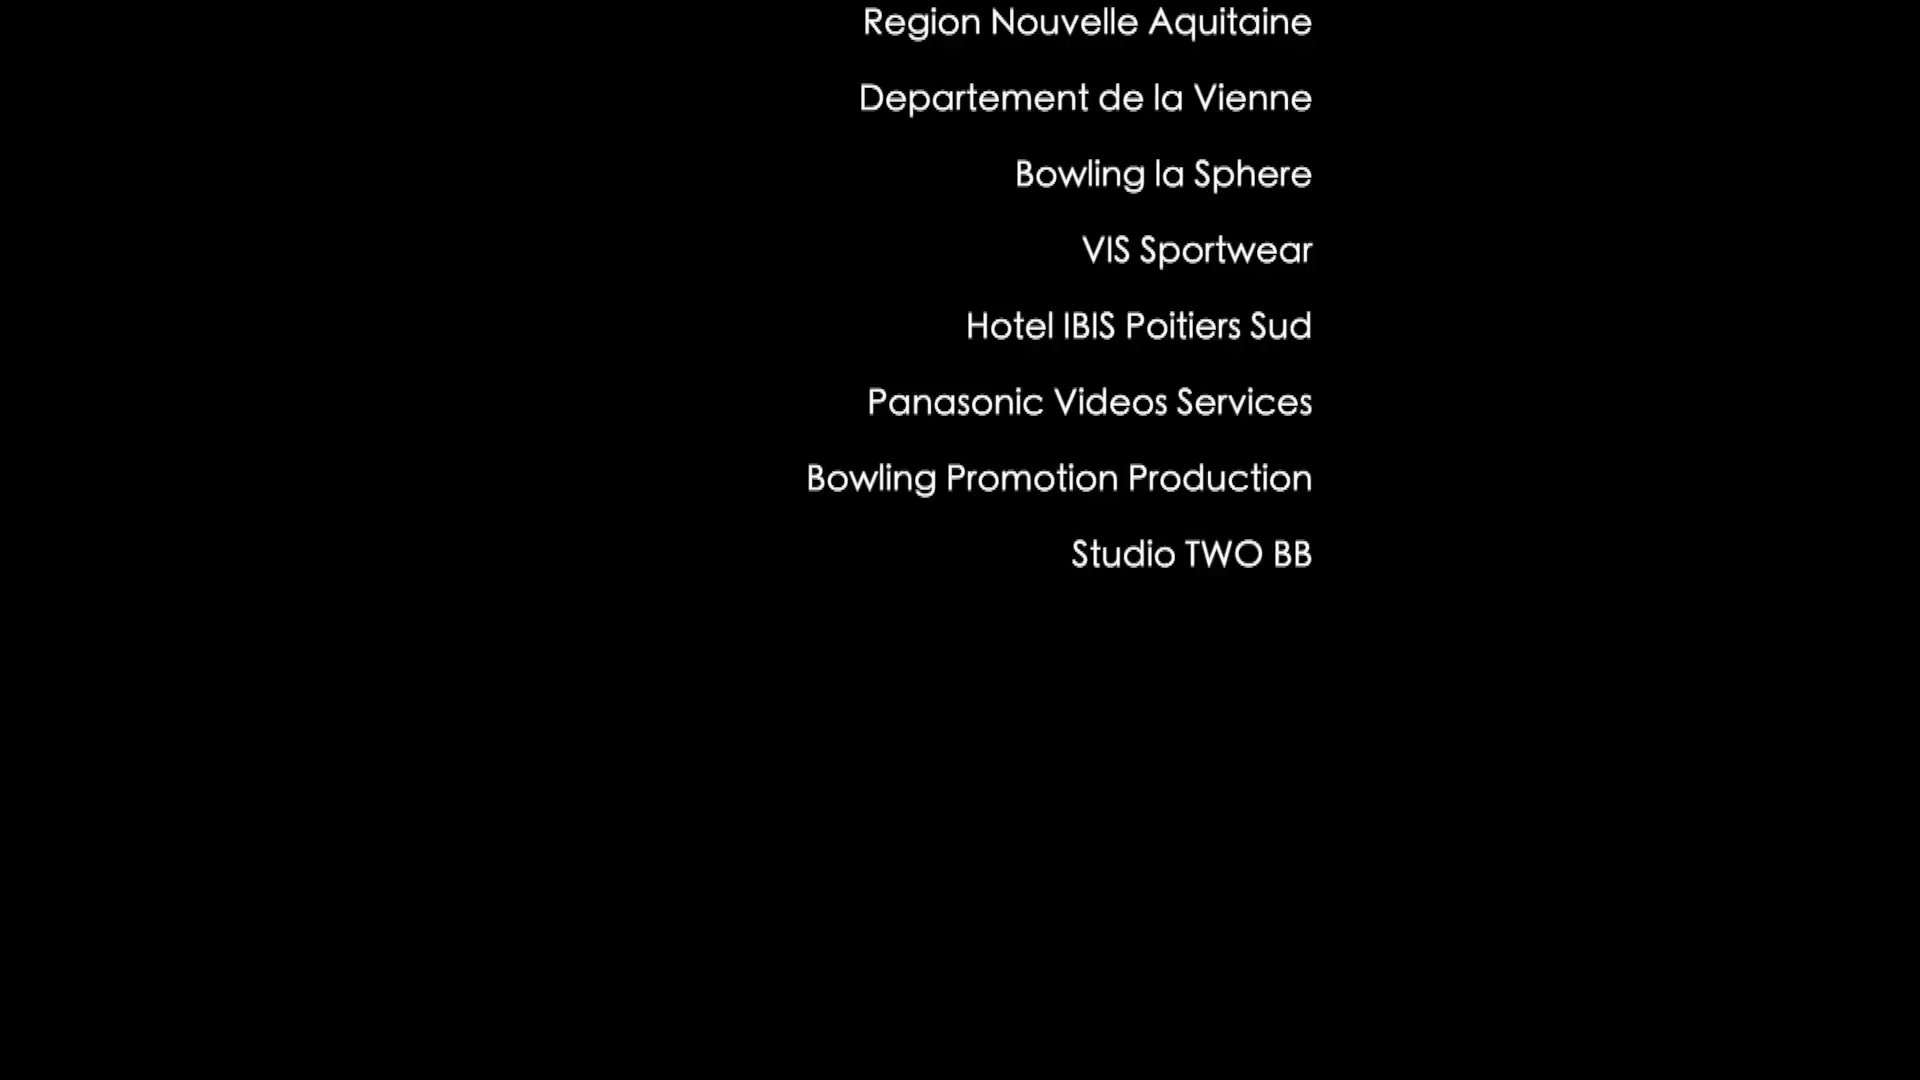 Region Nouvelle Aquitaine
Departement de la Vienne
Bowling la Sphere
VIS Sportwear
Hotel IBIS Poitiers Sud
Panasonic Videos Services
Bowling Promotion Production
Studio TWO BB